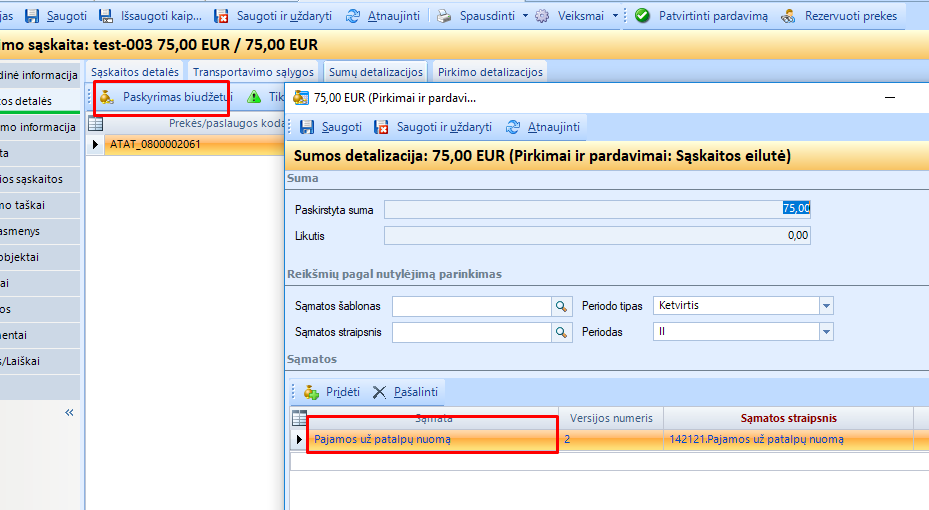 jas Saugoti Išsaugoti kaip... Saugoti ir uždaryti Atnaujinti Spausdinti Veiksmai Patvirtinti pardavimą Rezervuoti prekes
imo sąskaita: test-003 75,00 EUR / 75,00 EUR
dinė informacija
os detalės
mo informacija
ta
ios sąskaitos
mo taškai
asmenys
objektai
ai
os
mentai
s/Laiškai
Sąskaitos detalės Transportavimo sąlygos Sumų detalizacijos Pirkimo detalizacijos
Paskyrimas biudžetui Tik
Prekės/paslaugos koda
ATAT_0800002061
75,00 EUR (Pirkimai ir pardavi...
Saugoti Saugoti ir uždaryti Atnaujinti
Sumos detalizacija: 75,00 EUR (Pirkimai ir pardavimai: Sąskaitos eilutė)
Suma
Paskirstyta suma 75,00
Likutis 0,00
Reikšmių pagal nutylėjimą parinkimas
Sąmatos šablonas Periodo tipas Ketvirtis
Sąmatos straipsnis Periodas II
Sąmatos
Pridėti Pašalinti
Sąmata Versijos numeris Sąmatos straipsnis
Pajamos už patalpų nuomą 2 142121.Pajamos už patalpų nuomą